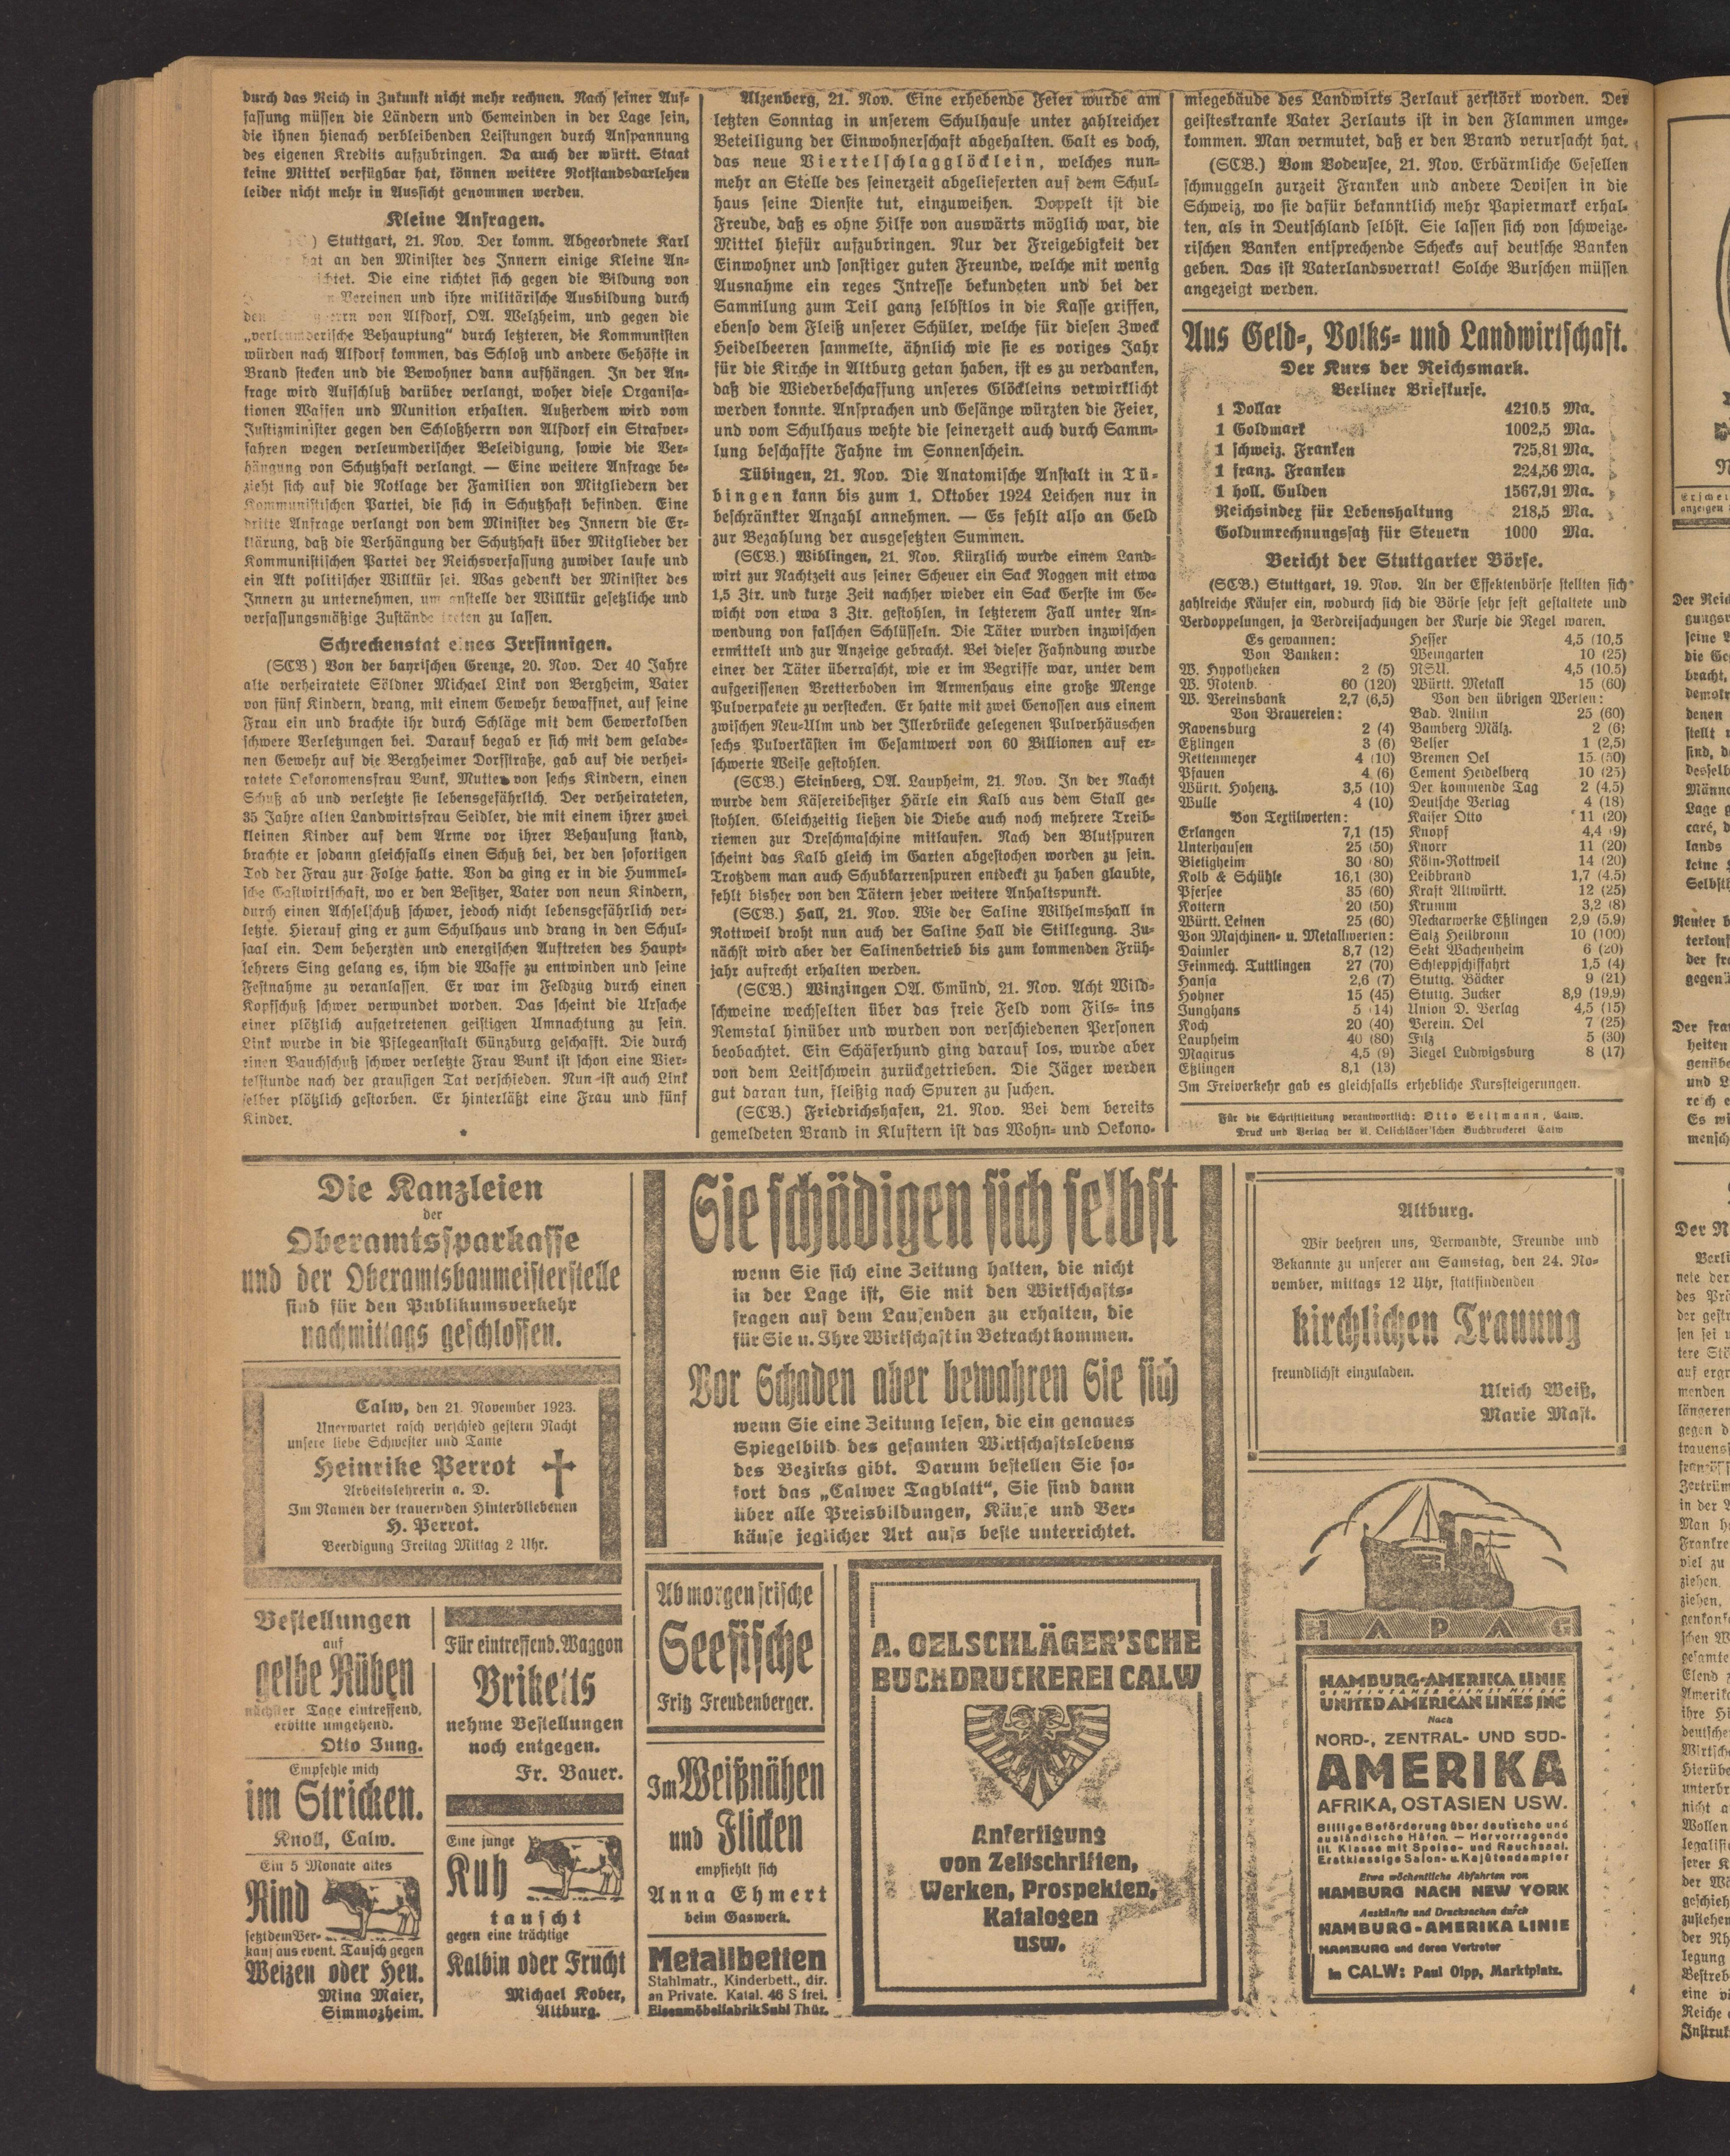 durch das Reich in Zukunft nicht mehr rechnen. Nach seiner Auf-
fassung müssen die Ländern und Gemeinden in der Lage sein,
die ihnen hienach verbleibenden Leistungen durch Anspannung
des eigenen Kredits aufzubringen. Da auch der württ. Staat
keine Mittel verfügbar hat, können weitere Notstandsdarlehen
leider nicht mehr in Aussicht genommen werden.
Kleine Anfragen.
) Stuttgart, 21. Nov. Der komm. Abgeordnete Karl
hat an den Minister des Innern einige Kleine An-
Die eine richtet sich gegen die Bildung von
Vereinen und ihre militärische Ausbildung durch
den von Alfdorf, OA. Welzheim, und gegen die
„verleumderische Behauptung“ durch letzteren, die Kommunisten
würden nach Alfdorf kommen, das Schloß und andere Gehöfte in
Brand stecken und die Bewohner dann aufhängen. In der An-
frage wird Aufschluß darüber verlangt, woher diese Organisa-
tionen Waffen und Munition erhalten. Außerdem wird vom
Justizminister gegen den Schloßherrn von Alfdorf ein Strafver-
fahren wegen verleumderischer Beleidigung, sowie die Ver-
hängung von Schutzhaft verlangt. — Eine weitere Anfrage be-
zieht sich auf die Notlage der Familien von Mitgliedern der
Kommunistischen Partei, die sich in Schutzhaft befinden. Eine
dritte Anfrage verlangt von dem Minister des Innern die Er-
klärung, daß die Verhängung der Schutzhaft über Mitglieder der
Kommunistischen Partei der Reichsverfassung zuwider laufe und
ein Akt politischer Willkür sei. Was gedenkt der Minister des
Innern zu unternehmen, um anstelle der Willkür gesetzliche und
verfassungsmäßige Zustände treten zu lassen.
Schreckenstat eines Irrsinnigen.
(SCB) Von der bayrischen Grenze, 20. Nov. Der 40 Jahre
alte verheiratete Söldner Michael Link von Bergheim, Vater
von fünf Kindern, drang, mit einem Gewehr bewaffnet, auf seine
Frau ein und brachte ihr durch Schläge mit dem Gewerkolben
schwere Verletzungen bei. Darauf begab er sich mit dem gelade-
nen Gewehr auf die Bergheimer Dorfstraße, gab auf die verhei-
ratete Oekonomensfrau Bunk, Mutter von sechs Kindern, einen
Schuß ab und verletzte sie lebensgefährlich. Der verheirateten,
35 Jahre alten Landwirtsfrau Seidler, die mit einem ihrer zwei
kleinen Kinder auf dem Arme vor ihrer Behausung stand,
brachte er sodann gleichfalls einen Schuß bei, der den sofortigen
Tod der Frau zur Folge hatte. Von da ging er in die Hummel-
sche Gastwirtschaft, wo er den Besitzer, Vater von neun Kindern,
durch einen Achselschuß schwer, jedoch nicht lebensgefährlich ver-
letzte. Hierauf ging er zum Schulhaus und drang in den Schul-
saal ein. Dem beherzten und energischen Auftreten des Haupt-
lehrers Sing gelang es, ihm die Waffe zu entwinden und seine
Festnahme zu veranlassen. Er war im Feldzug durch einen
Kopfschuß schwer verwundet worden. Das scheint die Ursache
einer plötzlich aufgetretenen geistigen Umnachtung zu sein.
Link wurde in die Pflegeanstalt Günzburg geschafft. Die durch
einen Bauchschuß schwer verletzte Frau Bunk ist schon eine Vier-
telstunde nach der grausigen Tat verschieden. Nun ist auch Link
selber plötzlich gestorben. Er hinterläßt eine Frau und fünf
Kinder.
Alzenberg, 21. Nov. Eine erhebende Feier wurde am
letzten Sonntag in unserem Schulhause unter zahlreicher
Beteiligung der Einwohnerschaft abgehalten. Galt es doch,
das neue Viertelschlagglöcklein, welches nun-
mehr an Stelle des seinerzeit abgelieferten auf dem Schul-
haus seine Dienste tut, einzuweihen. Doppelt ist die
Freude, daß es ohne Hilfe von auswärts möglich war, die
Mittel hiefür aufzubringen. Nur der Freigebigkeit der
Einwohner und sonstiger guten Freunde, welche mit wenig
Ausnahme ein reges Intresse bekundeten und bei der
Sammlung zum Teil ganz selbstlos in die Kasse griffen,
ebenso dem Fleiß unserer Schüler, welche für diesen Zweck
Heidelbeeren sammelte, ähnlich wie sie es voriges Jahr
für die Kirche in Altburg getan haben, ist es zu verdanken,
daß die Wiederbeschaffung unseres Glöckleins verwirklicht
werden konnte. Ansprachen und Gesänge würzten die Feier,
und vom Schulhaus wehte die seinerzeit auch durch Samm-
lung beschaffte Fahne im Sonnenschein.
Tübingen, 21. Nov. Die Anatomische Anstalt in Tü-
bingen kann bis zum 1. Oktober 1924 Leichen nur in
beschränkter Anzahl annehmen. — Es fehlt also an Geld
zur Bezahlung der ausgesetzten Summen.
(SCB.) Wiblingen, 21. Nov. Kürzlich wurde einem Land-
wirt zur Nachtzeit aus seiner Scheuer ein Sack Roggen mit etwa
1,5 Ztr. und kurze Zeit nachher wieder ein Sack Gerste im Ge-
wicht von etwa 3 Ztr. gestohlen, in letzterem Fall unter An-
wendung von falschen Schlüsseln. Die Täter wurden inzwischen
ermittelt und zur Anzeige gebracht. Bei dieser Fahndung wurde
einer der Täter überrascht, wie er im Begriffe war, unter dem
aufgerissenen Bretterboden im Armenhaus eine große Menge
Pulverpakete zu verstecken. Er hatte mit zwei Genossen aus einem
zwischen Neu-Ulm und der Illerbrücke gelegenen Pulverhäuschen
sechs Pulverkästen im Gesamtwert von 60 Billionen auf er-
schwerte Weise gestohlen.
(SCB.) Steinberg, OA. Laupheim, 21. Nov. In der Nacht
wurde dem Käsereibesitzer Härle ein Kalb aus dem Stall ge-
stohlen. Gleichzeitig ließen die Diebe auch noch mehrere Treib-
riemen zur Dreschmaschine mitlaufen. Nach den Blutspuren
scheint das Kalb gleich im Garten abgestochen worden zu sein.
Trotzdem man auch Schubkarrenspuren entdeckt zu haben glaubte,
fehlt bisher von den Tätern jeder weitere Anhaltspunkt.
(SCB.) Hall, 21. Nov. Wie der Saline Wilhelmshall in
Rottweil droht nun auch der Saline Hall die Stillegung. Zu-
nächst wird aber der Salinenbetrieb bis zum kommenden Früh-
jahr aufrecht erhalten werden.
(SCB.) Winzingen OA. Gmünd, 21. Nov. Acht Wild-
schweine wechselten über das freie Feld vom Fils- ins
Remstal hinüber und wurden von verschiedenen Personen
beobachtet. Ein Schäferhund ging darauf los, wurde aber
von dem Leitschwein zurückgetrieben. Die Jäger werden
gut daran tun, fleißig nach Spuren zu suchen.
(SCB.) Friedrichshafen, 21. Nov. Bei dem bereits
gemeldeten Brand in Kluftern ist das Wohn- und Oekono-
miegebäude des Landwirts Zerlaut zerstört worden. Der
geisteskranke Vater Zerlauts ist in den Flammen umge-
kommen. Man vermutet, daß er den Brand verursacht hat.
(SCB.) Vom Bodensee, 21. Nov. Erbärmliche Gesellen
schmuggeln zurzeit Franken und andere Devisen in die
Schweiz, wo sie dafür bekanntlich mehr Papiermark erhal-
ten, als in Deutschland selbst. Sie lassen sich von schweize-
rischen Banken entsprechende Schecks auf deutsche Banken
geben. Das ist Vaterlandsverrat! Solche Burschen müssen
angezeigt werden.
Aus Geld-, Volks- und Landwirtschaft.
Der Kurs der Reichsmark.
Berliner Briefkurse.
1 Dollar 4210,5 Ma.
1 Goldmark 1002,5 Ma.
1 schweiz. Franken 725,81 Ma.
1 franz. Franken 224,56 Ma.
1 holl. Gulden 1567,91 Ma.
Reichsindex für Lebenshaltung 218,5 Ma.
Goldumrechnungssatz für Steuern 1000 Ma.
Bericht der Stuttgarter Börse.
(SCB.) Stuttgart, 19. Nov. An der Effektenbörse stellten sich
zahlreiche Käufer ein, wodurch sich die Börse sehr fest gestaltete und
Verdoppelungen, ja Verdreifachungen der Kurse die Regel waren.
Es gewannen:
Von Banken:
W. Hypotheken 2 (5)
W. Notenb. 60 (120)
W. Vereinsbank 2,7 (6,5)
Von Brauereien:
Ravensburg 2 (4)
Eßlingen 3 (6)
Rettenmeyer 4 (10)
Pfauen 4 (6)
Württ. Hohenz. 3,5 (10)
Wulle 4 (10)
Von Textilwerten:
Erlangen 7,1 (15)
Unterhausen 25 (50)
Bietigheim 30 (80)
Kolb & Schühle 16,1 (30)
Pfersee 35 (60)
Kottern 20 (50)
Württ. Leinen 25 (60)
Von Maschinen- u. Metallwerten:
Daimler 8,7 (12)
Feinmech. Tuttlingen 27 (70)
Hansa 2,6 (7)
Hohner 15 (45)
Junghans 5 (14)
Koch 20 (40)
Laupheim 40 (80)
Magirus 4,5 (9)
Eßlingen 8,1 (13)
Hesser 4,5 (10,5
Weingarten 10 (25)
NSU. 4,5 (10,5)
Württ. Metall 15 (60)
Von den übrigen Werten:
Bad. Anilin 25 (60)
Bamberg Mälz. 2 (6)
Belser 1 (2,5)
Bremen Oel 15 (50)
Cement Heidelberg 10 (25)
Der kommende Tag 2 (4,5)
Deutsche Verlag 4 (18)
Kaiser Otto 11 (20)
Knopf 4,4 (9)
Knorr 11 (20)
Köln-Rottweil 14 (20)
Leibbrand 1,7 (4,5)
Kraft Altwürtt. 12 (25)
Krumm 3,2 (8)
Neckarwerke Eßlingen 2,9 (5,9)
Salz Heilbronn 10 (100)
Sekt Wachenheim 6 (20)
Schleppschiffahrt 1,5 (4)
Stuttg. Bäcker 9 (21)
Stuttg. Zucker 8,9 (19,9)
Union D. Verlag 4,5 (15)
Verein. Oel 7 (25)
Filz 5 (30)
Ziegel Ludwigsburg 8 (17)
Im Freiverkehr gab es gleichfalls erhebliche Kurssteigerungen.
Für die Schriftleitung verantwortlich: Otto Seltmann, Calw.
Druck und Verlag der A. Oelschläger'schen Buchdruckerei Calw
Die Kanzleien
der
Oberamtssparkasse
und der Oberamtsbaumeisterstelle
sind für den Publikumsverkehr
nachmittags geschlossen.
Calw, den 21. November 1923.
Unerwartet rasch verschied gestern Nacht
unsere liebe Schwester und Tante
Heinrike Perrot
Arbeitslehrerin a. D.
Im Namen der trauernden Hinterbliebenen
H. Perrot.
Beerdigung Freitag Mittag 2 Uhr.
Bestellungen
auf
gelbe Rüben
nächster Tage eintreffend,
erbitte umgehend.
Otto Jung.
Empfehle mich
im Stricken.
Knoll, Calw.
Ein 5 Monate altes
Rind
setzt dem Ver-
kauf aus event. Tausch gegen
Weizen oder Heu.
Mina Maier,
Simmozheim.
Für eintreffend. Waggon
Briketts
nehme Bestellungen
noch entgegen.
Fr. Bauer.
Eine junge
Kuh
tauscht
gegen eine trächtige
Kalbin oder Frucht
Michael Kober,
Altburg.
Sie schädigen sich selbst
wenn Sie sich eine Zeitung halten, die nicht
in der Lage ist, Sie mit den Wirtschafts-
fragen auf dem Laufenden zu erhalten, die
für Sie u. Ihre Wirtschaft in Betracht kommen.
Vor Schaden aber bewahren Sie sich
wenn Sie eine Zeitung lesen, die ein genaues
Spiegelbild des gesamten Wirtschaftslebens
des Bezirks gibt. Darum bestellen Sie so-
fort das „Calwer Tagblatt“, Sie sind dann
über alle Preisbildungen, Käufe und Ver-
käufe jeglicher Art aufs beste unterrichtet.
Ab morgen frische
Seefische
Fritz Freudenberger.
Im Weißnähen
und Flicken
empfiehlt sich
Anna Ehmert
beim Gaswerk.
Metallbetten
Stahlmatr., Kinderbett., dir.
an Private. Katal. 46 S frei.
Eisenmöbelfabrik Suhl Thür.
A. OELSCHLÄGER'SCHE
BUCHDRUCKEREI CALW
Anfertigung
von Zeitschriften,
Werken, Prospekten,
Katalogen
usw.
Altburg.
Wir beehren uns, Verwandte, Freunde und
Bekannte zu unserer am Samstag, den 24. No-
vember, mittags 12 Uhr, stattfindenden
kirchlichen Trauung
freundlichst einzuladen.
Ulrich Weiß,
Marie Mast.
HAPAG
HAMBURG-AMERIKA LINIE
GEMEINSAMER DIENST MIT DEN
UNITED AMERICAN LINES INC
Nach
NORD-, ZENTRAL- UND SÜD-
AMERIKA
AFRIKA, OSTASIEN USW.
Billige Beförderung über deutsche und
ausländische Häfen. — Hervorragende
III. Klasse mit Speise- und Rauchsaal.
Erstklassige Salon- u. Kajütendampfer
Etwa wöchentliche Abfahrten von
HAMBURG NACH NEW YORK
Auskünfte und Drucksachen durch
HAMBURG-AMERIKA LINIE
HAMBURG und deren Vertreter
in CALW: Paul Olpp, Marktplatz.